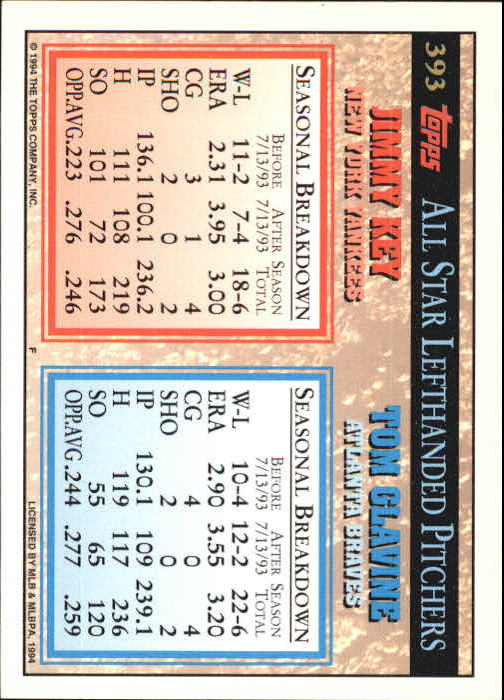 393 Topps ALL STAR LEFTHANDED PITCHERS
JIMMY KEY
NEW YORK YANKEES
SEASONAL BREAKDOWN
BEFORE AFTER SEASON
7/13/93 7/13/93 TOTAL
W-L 11-2 7-4 18-6
ERA 2.31 3.95 3.00
CG 3 1 4
SHO 2 0 2
IP 136.1 100.1 236.2
H 111 108 219
SO 101 72 173
OPP.AVG .223 .276 .246
TOM GLAVINE
ATLANTA BRAVES
SEASONAL BREAKDOWN
BEFORE AFTER SEASON
7/13/93 7/13/93 TOTAL
W-L 10-4 12-2 22-6
ERA 2.90 3.55 3.20
CG 4 0 4
SHO 2 0 2
IP 130.1 109 239.1
H 119 117 236
SO 55 65 120
OPP.AVG .244 .277 .259
© 1994 THE TOPPS COMPANY, INC.
F
LICENSED BY MLB & MLBPA, 1994